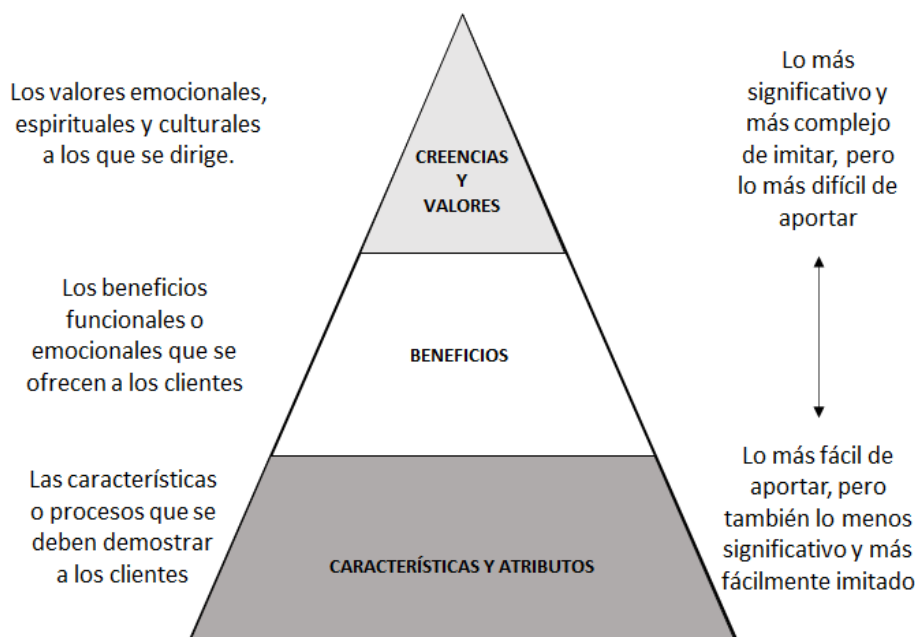 Los valores emocionales,
espirituales y culturales
a los que se dirige.
CREENCIAS
Y
VALORES
Lo más
significativo y
más complejo
de imitar, pero
lo más difícil de
aportar
Los beneficios
funcionales o
emocionales que se
ofrecen a los clientes
BENEFICIOS
Las características
o procesos que se
deben demostrar
a los clientes
CARACTERÍSTICAS Y ATRIBUTOS
Lo más fácil de
aportar, pero
también lo menos
significativo y más
fácilmente imitado